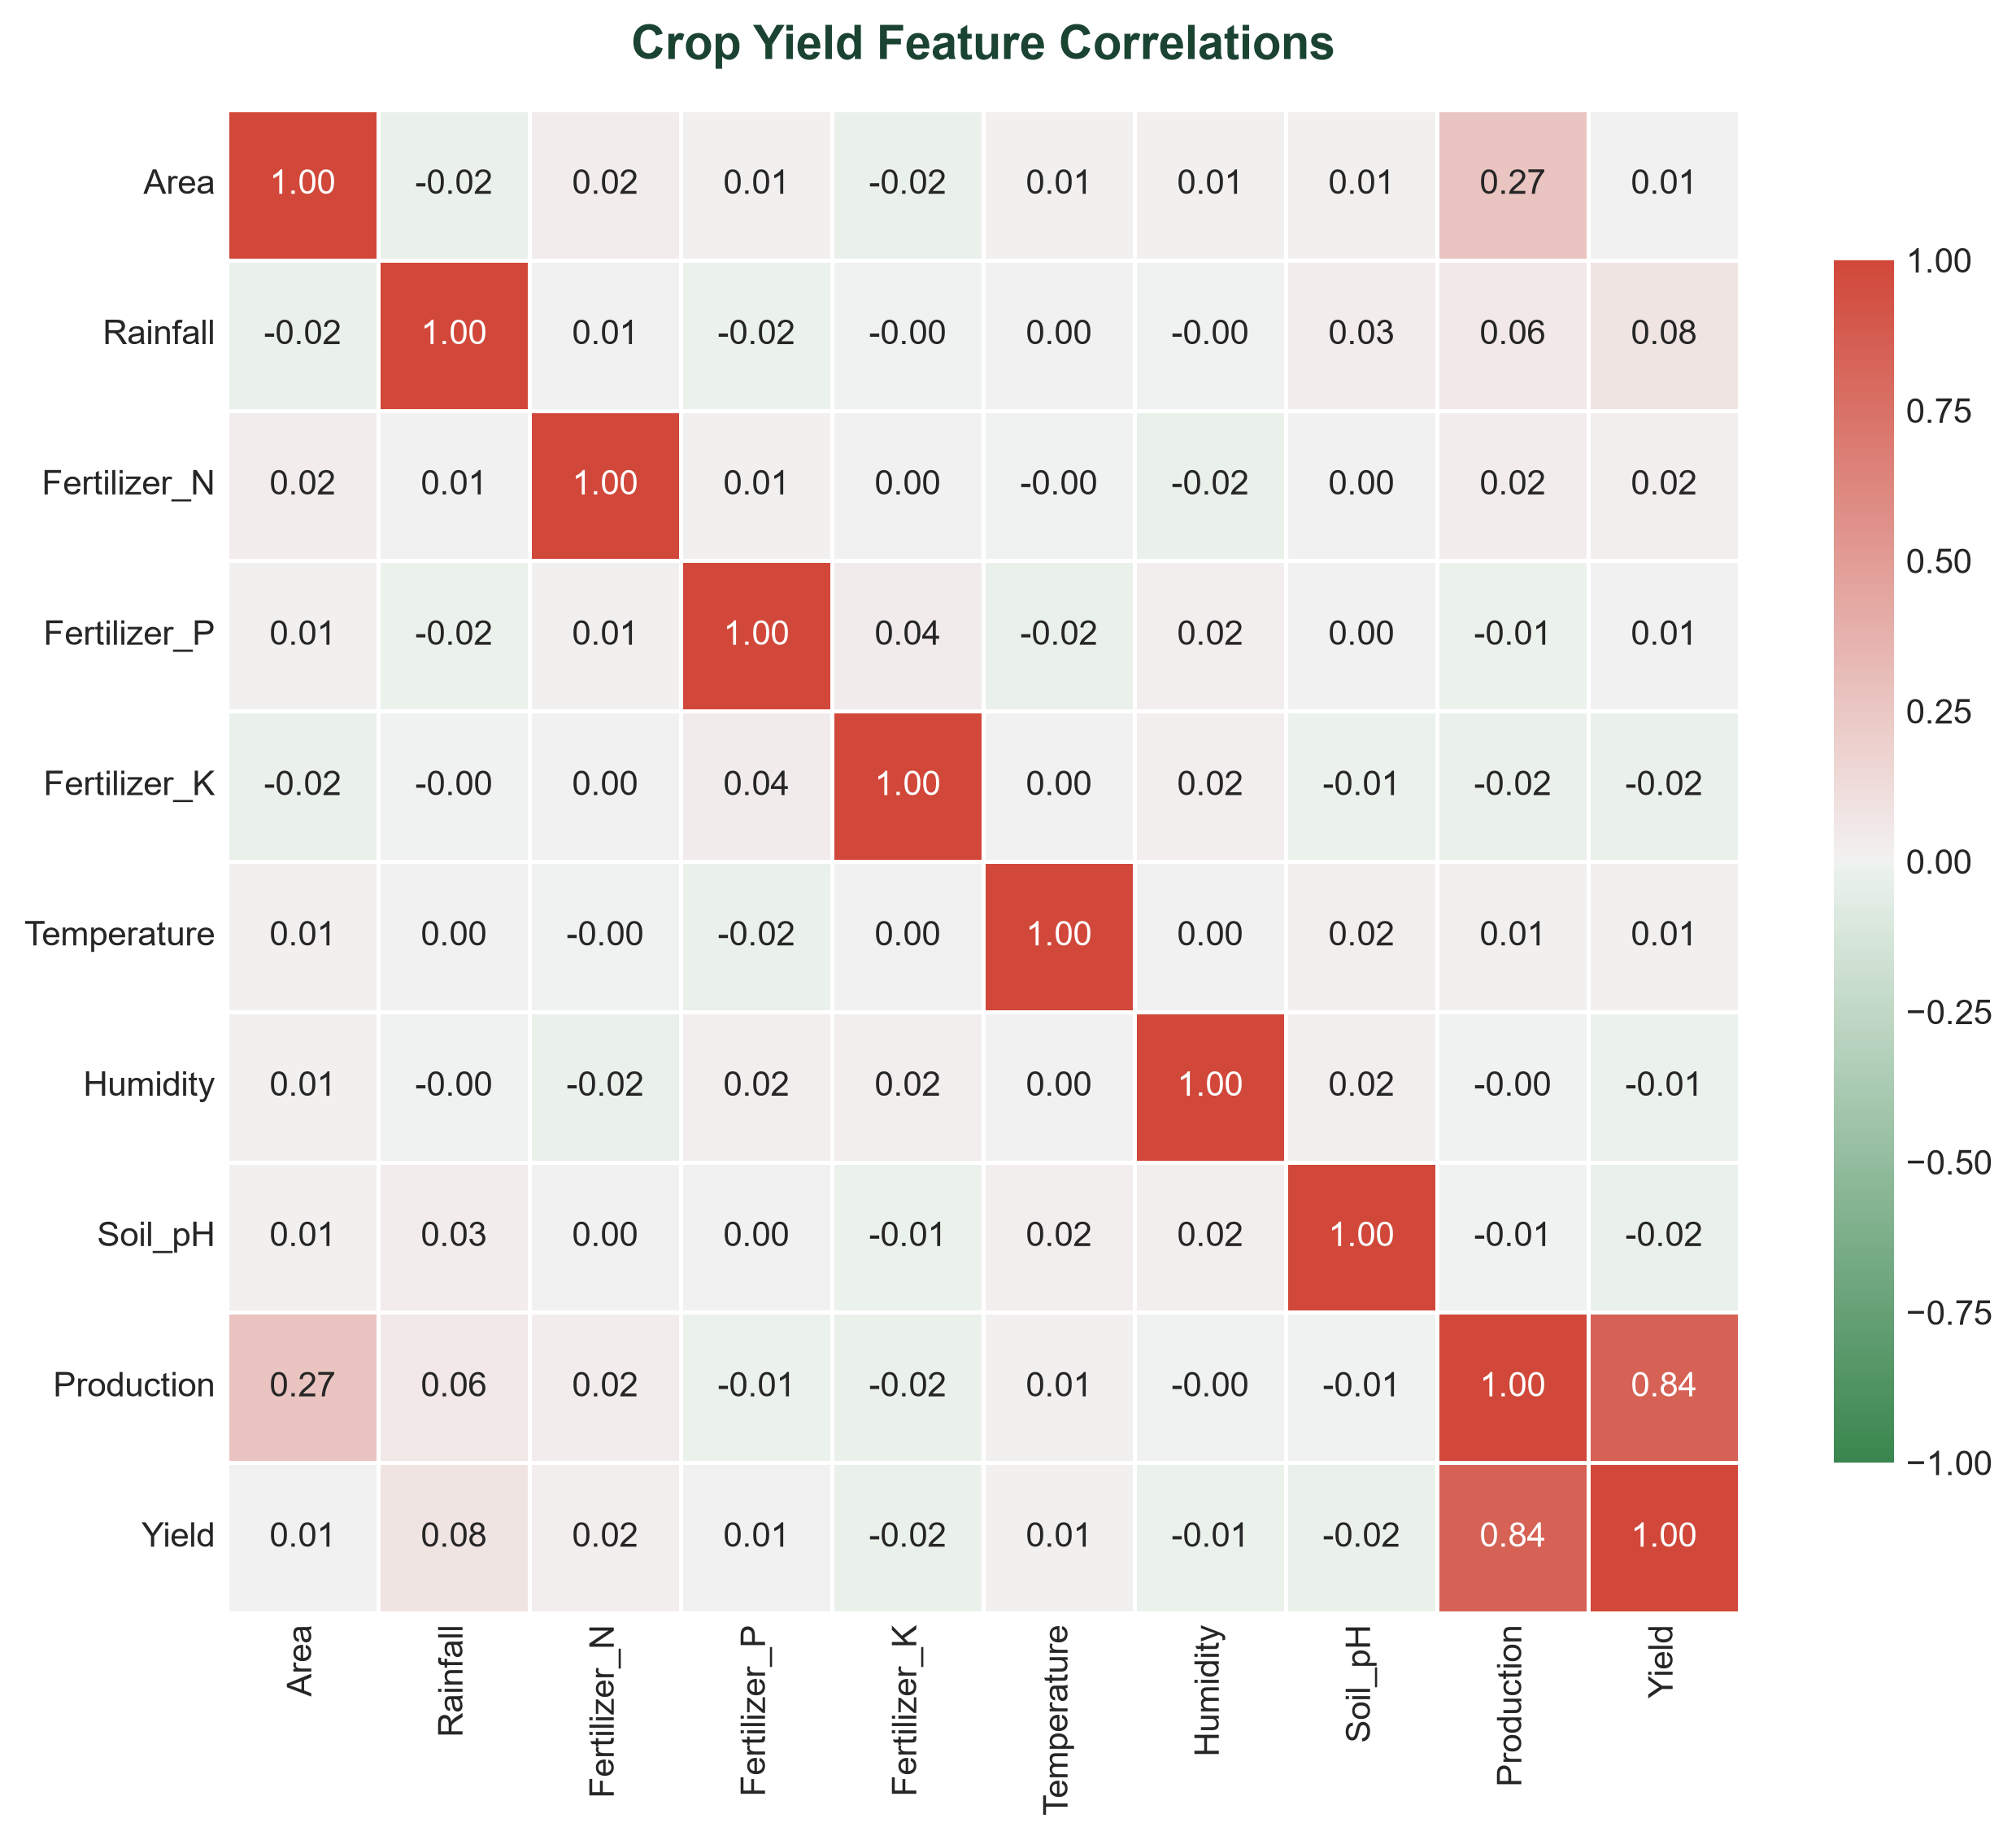 Crop Yield Feature Correlations
Area 1.00 -0.02 0.02 0.01 -0.02 0.01 0.01 0.01 0.27 0.01
Rainfall -0.02 1.00 0.01 -0.02 -0.00 0.00 -0.00 0.03 0.06 0.08
Fertilizer_N 0.02 0.01 1.00 0.01 0.00 -0.00 -0.02 0.00 0.02 0.02
Fertilizer_P 0.01 -0.02 0.01 1.00 0.04 -0.02 0.02 0.00 -0.01 0.01
Fertilizer_K -0.02 -0.00 0.00 0.04 1.00 0.00 0.02 -0.01 -0.02 -0.02
Temperature 0.01 0.00 -0.00 -0.02 0.00 1.00 0.00 0.02 0.01 0.01
Humidity 0.01 -0.00 -0.02 0.02 0.02 0.00 1.00 0.02 -0.00 -0.01
Soil_pH 0.01 0.03 0.00 0.00 -0.01 0.02 0.02 1.00 -0.01 -0.02
Production 0.27 0.06 0.02 -0.01 -0.02 0.01 -0.00 -0.01 1.00 0.84
Yield 0.01 0.08 0.02 0.01 -0.02 0.01 -0.01 -0.02 0.84 1.00
Area
Rainfall
Fertilizer_N
Fertilizer_P
Fertilizer_K
Temperature
Humidity
Soil_pH
Production
Yield
1.00
0.75
0.50
0.25
0.00
−0.25
−0.50
−0.75
−1.00